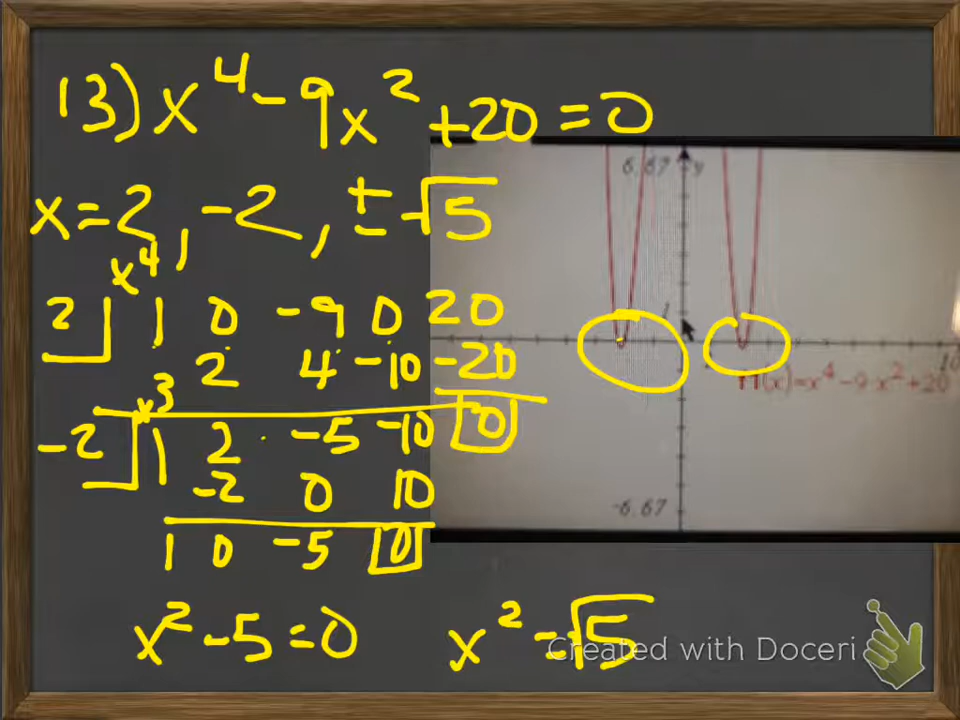 13) x⁴ - 9x² + 20 = 0
6.67 y
x = 2, -2, ± √5
x⁴
2 1 0 -9 0 20
2 4 -10 -20
x³
10
f1(x)=x⁴-9·x²+20
-2 1 2 -5 -10 0
-2 0 10
-6.67
1 0 -5 0
x² - 5 = 0 x² = √5
Created with Doceri